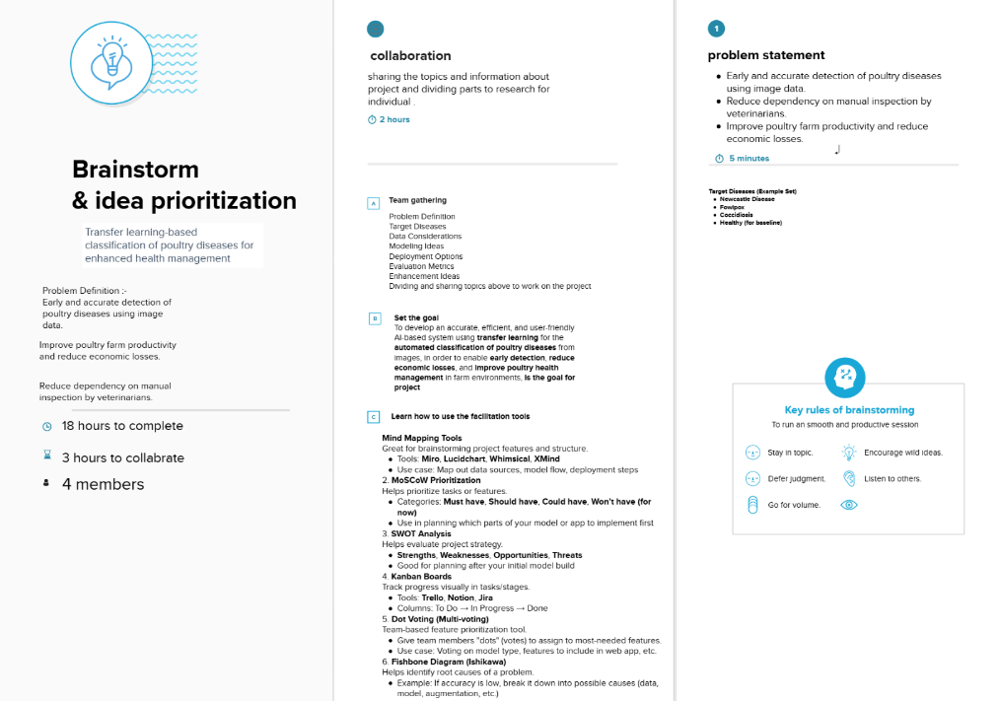 Brainstorm
& idea prioritization
Transfer learning-based
classification of poultry diseases for
enhanced health management
Problem Definition :-
Early and accurate detection of
poultry diseases using image
data.
Improve poultry farm productivity
and reduce economic losses.
Reduce dependency on manual
inspection by veterinarians.
18 hours to complete
3 hours to collabrate
4 members
collaboration
sharing the topics and information about
project and dividing parts to research for
individual .
2 hours
A
Team gathering
Problem Definition
Target Diseases
Data Considerations
Modeling Ideas
Deployment Options
Evaluation Metrics
Enhancement Ideas
Dividing and sharing topics above to work on the project
B
Set the goal
To develop an accurate, efficient, and user-friendly
AI-based system using transfer learning for the
automated classification of poultry diseases from
images, in order to enable early detection, reduce
economic losses, and improve poultry health
management in farm environments, is the goal for
project
C
Learn how to use the facilitation tools
Mind Mapping Tools
Great for brainstorming project features and structure.
● Tools: Miro, Lucidchart, Whimsical, XMind
● Use case: Map out data sources, model flow, deployment steps
2. MoSCoW Prioritization
Helps prioritize tasks or features.
● Categories: Must have, Should have, Could have, Won't have (for
now)
● Use in planning which parts of your model or app to implement first
3. SWOT Analysis
Helps evaluate project strategy.
● Strengths, Weaknesses, Opportunities, Threats
● Good for planning after your initial model build
4. Kanban Boards
Track progress visually in tasks/stages.
● Tools: Trello, Notion, Jira
● Columns: To Do → In Progress → Done
5. Dot Voting (Multi-voting)
Team-based feature prioritization tool.
● Give team members "dots" (votes) to assign to most-needed features.
● Use case: Voting on model type, features to include in web app, etc.
6. Fishbone Diagram (Ishikawa)
Helps identify root causes of a problem.
● Example: If accuracy is low, break it down into possible causes (data,
model, augmentation, etc.)
1
problem statement
● Early and accurate detection of poultry diseases
using image data.
● Reduce dependency on manual inspection by
veterinarians.
● Improve poultry farm productivity and reduce
economic losses.
5 minutes
Target Diseases (Example Set)
● Newcastle Disease
● Fowlpox
● Coccidiosis
● Healthy (for baseline)
Key rules of brainstorming
To run an smooth and productive session
Stay in topic.
Encourage wild ideas.
Defer judgment.
Listen to others.
Go for volume.